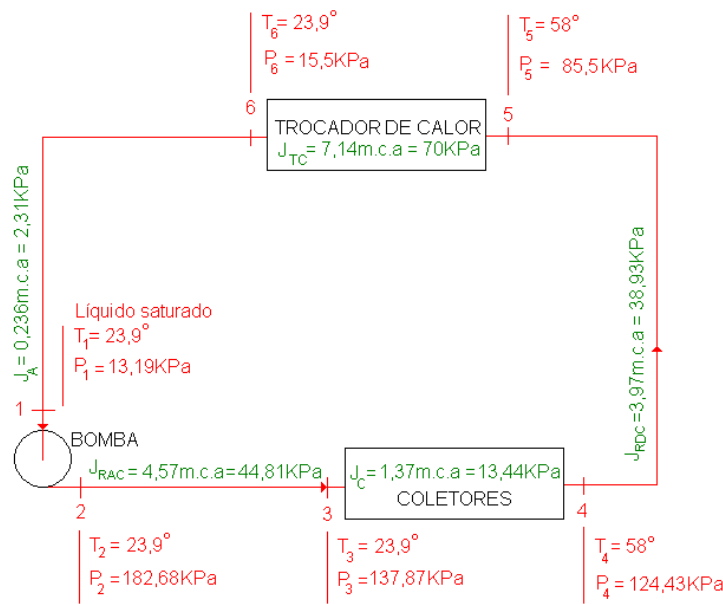 T6 = 23,9°
P6 = 15,5KPa
T5 = 58°
P5 = 85,5KPa
6
5
TROCADOR DE CALOR
JTC = 7,14m.c.a = 70KPa
JA = 0,236m.c.a = 2,31KPa
JRDC = 3,97m.c.a = 38,93KPa
Líquido saturado
T1 = 23,9°
P1 = 13,19KPa
1
BOMBA
JRAC = 4,57m.c.a=44,81KPa
JC = 1,37m.c.a = 13,44KPa
COLETORES
2
3
4
T2 = 23,9°
P2 = 182,68KPa
T3 = 23,9°
P3 = 137,87KPa
T4 = 58°
P4 = 124,43KPa